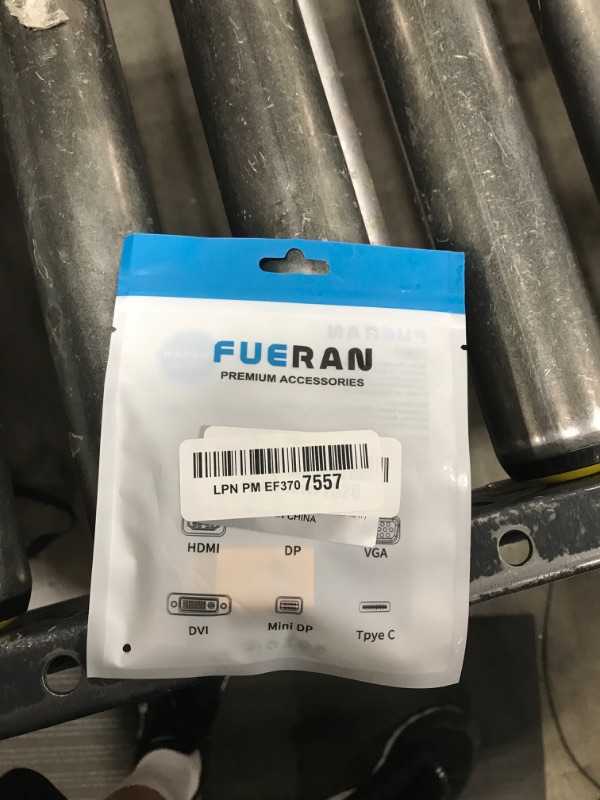 FUERAN
PREMIUM ACCESSORIES
LPN PM EF370 7557
CHINA
HDMI DP VGA
DVI Mini DP Tpye C